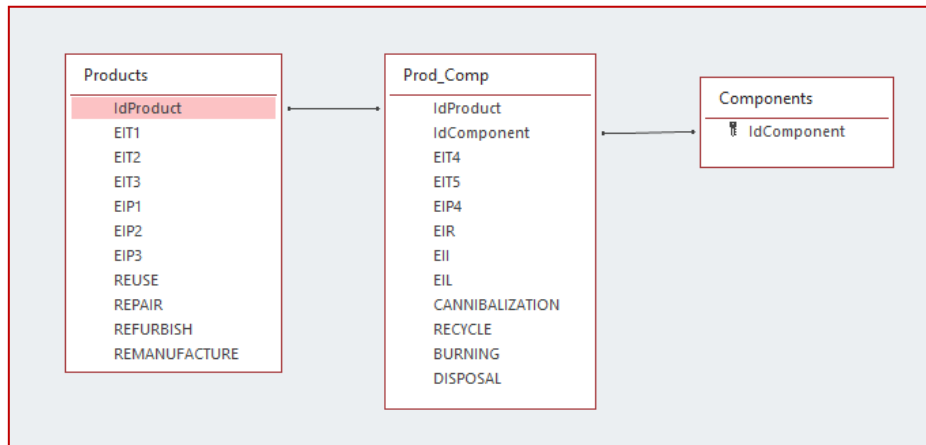 Products
IdProduct
EIT1
EIT2
EIT3
EIP1
EIP2
EIP3
REUSE
REPAIR
REFURBISH
REMANUFACTURE
Prod_Comp
IdProduct
IdComponent
EIT4
EIT5
EIP4
EIR
EII
EIL
CANNIBALIZATION
RECYCLE
BURNING
DISPOSAL
Components
IdComponent